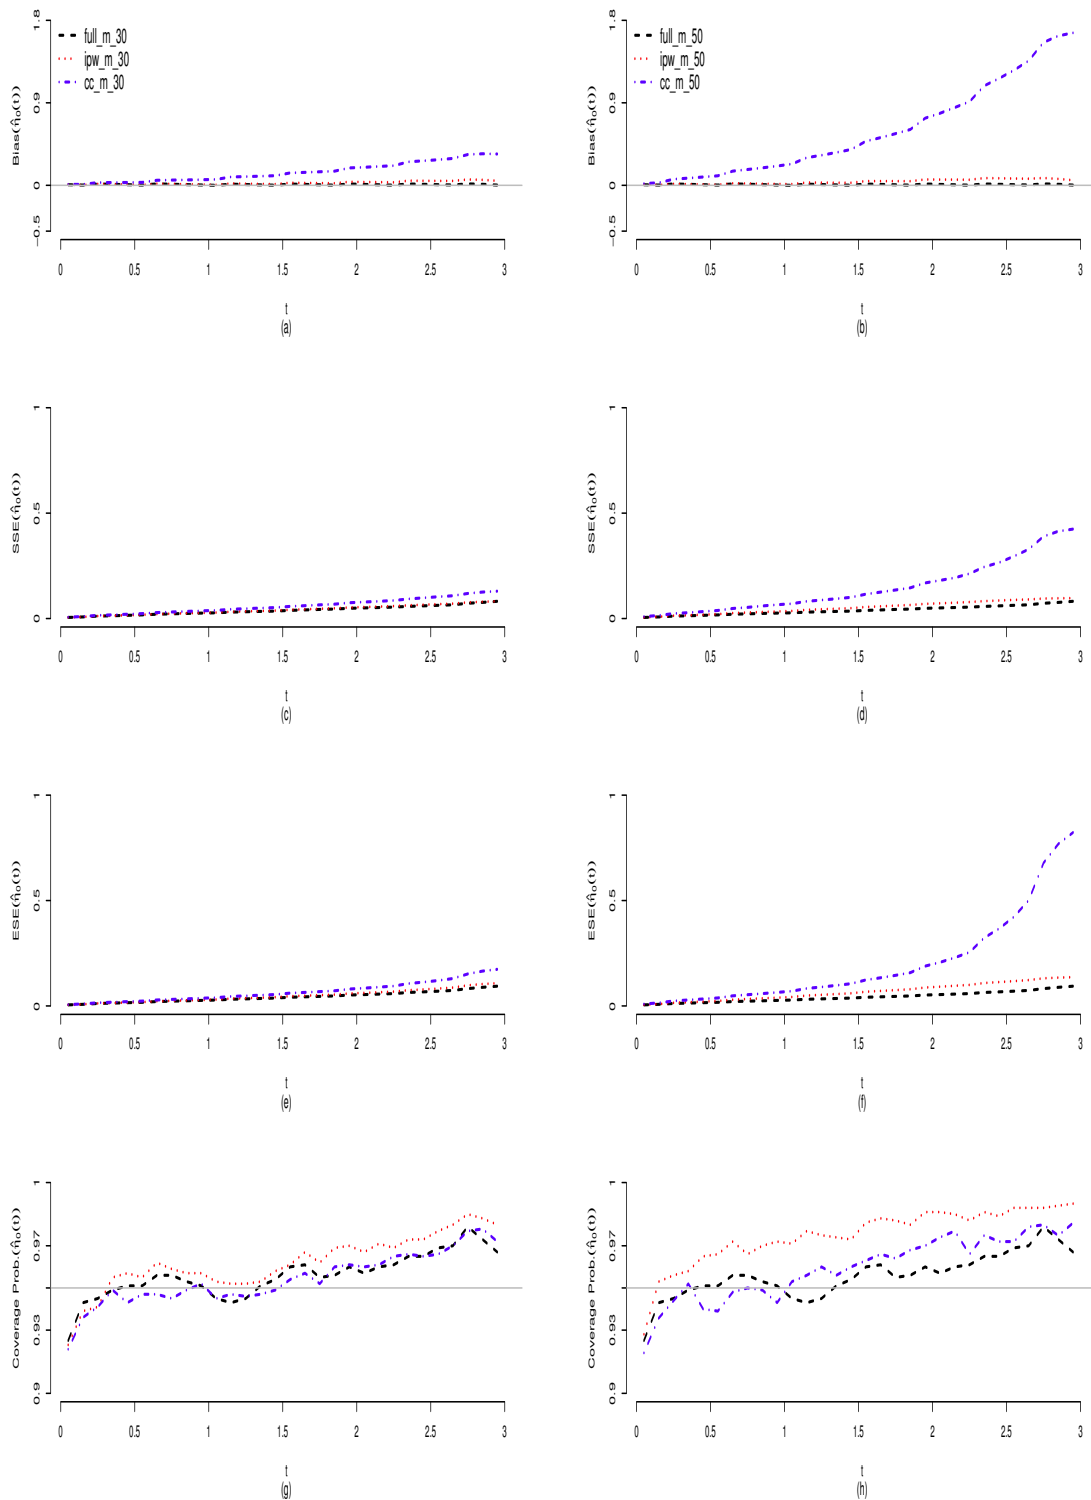 1.8
0.9
0
−0.5
Bias(η̂₀(t))
full_m_30
ipw_m_30
cc_m_30
0 0.5 1 1.5 2 2.5 3
t
(a)
1.8
0.9
0
−0.5
Bias(η̂₀(t))
full_m_50
ipw_m_50
cc_m_50
0 0.5 1 1.5 2 2.5 3
t
(b)
1
0.5
0
SSE(η̂₀(t))
0 0.5 1 1.5 2 2.5 3
t
(c)
1
0.5
0
SSE(η̂₀(t))
0 0.5 1 1.5 2 2.5 3
t
(d)
1
0.5
0
ESE(η̂₀(t))
0 0.5 1 1.5 2 2.5 3
t
(e)
1
0.5
0
ESE(η̂₀(t))
0 0.5 1 1.5 2 2.5 3
t
(f)
1
0.97
0.93
0.9
Coverage Prob.(η̂₀(t))
0 0.5 1 1.5 2 2.5 3
t
(g)
1
0.97
0.93
0.9
Coverage Prob.(η̂₀(t))
0 0.5 1 1.5 2 2.5 3
t
(h)